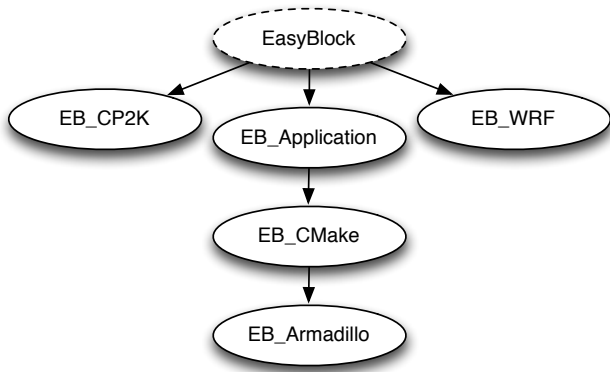 EasyBlock
EB_CP2K
EB_Application
EB_WRF
EB_CMake
EB_Armadillo